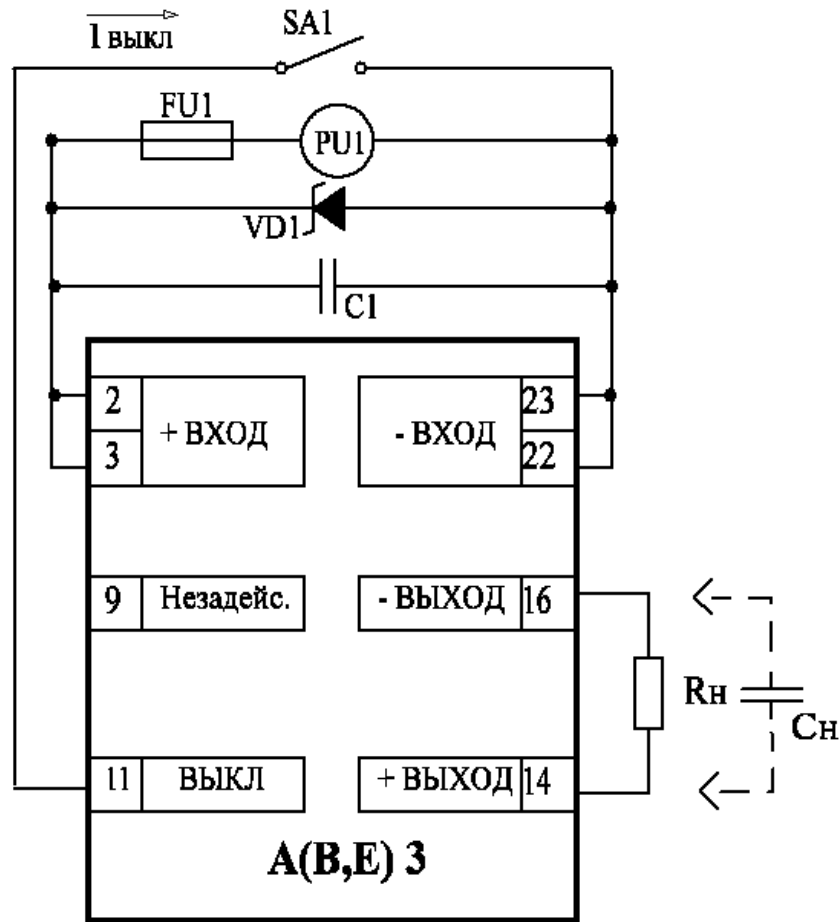 I выкл
SA1
FU1
PU1
VD1
C1
2
+ ВХОД
- ВХОД
23
3
22
9
Незадейс.
- ВЫХОД
16
Rн
Cн
11
ВЫКЛ
+ ВЫХОД
14
А(В,Е) 3